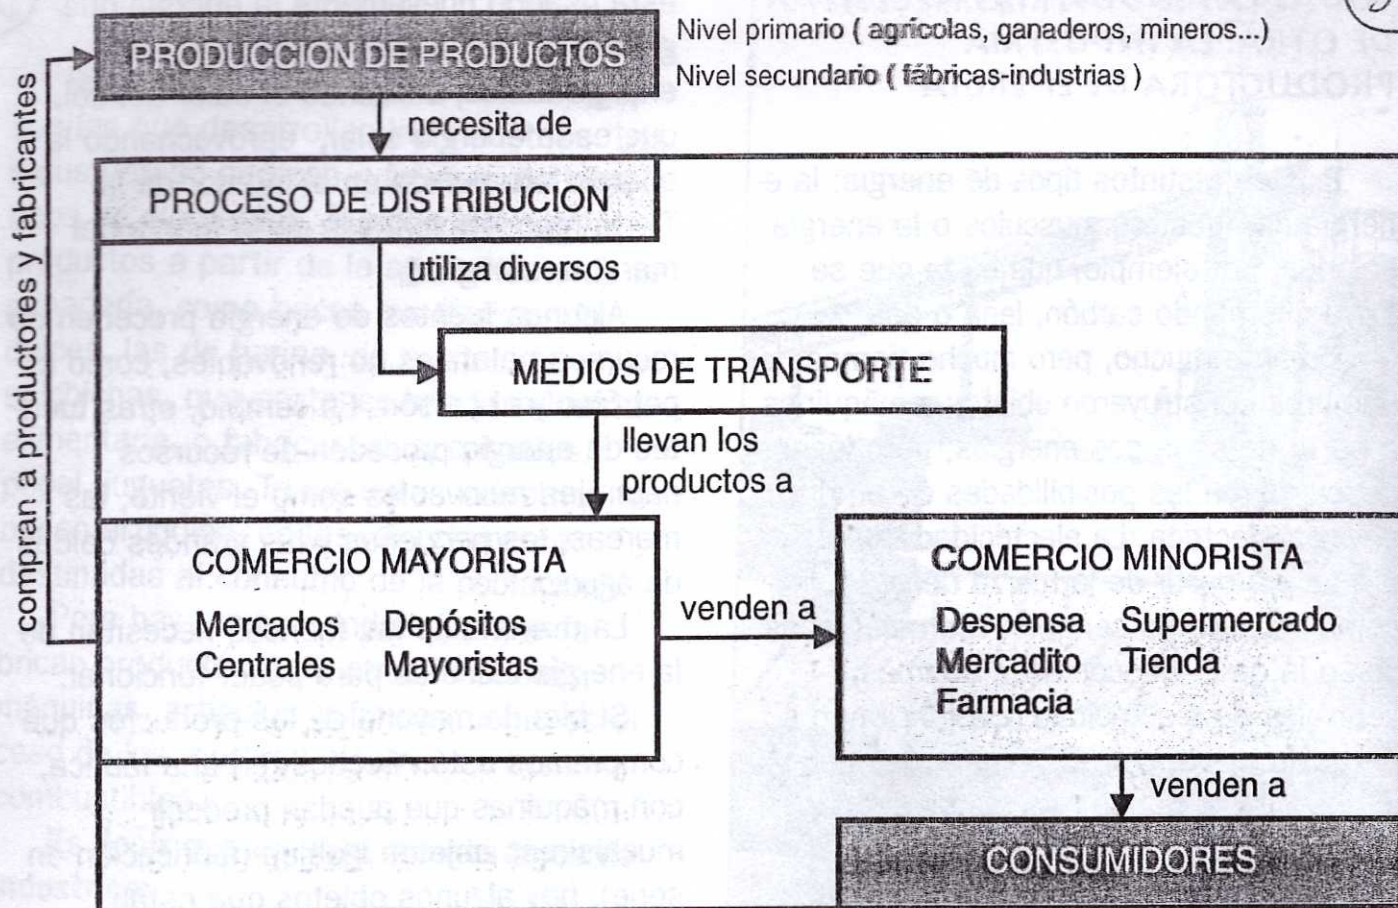 PRODUCCION DE PRODUCTOS
Nivel primario ( agrícolas, ganaderos, mineros...)
Nivel secundario ( fábricas-industrias )
necesita de
PROCESO DE DISTRIBUCION
utiliza diversos
MEDIOS DE TRANSPORTE
llevan los
productos a
COMERCIO MAYORISTA
Mercados Depósitos
Centrales Mayoristas
venden a
COMERCIO MINORISTA
Despensa Supermercado
Mercadito Tienda
Farmacia
venden a
CONSUMIDORES
compran a productores y fabricantes